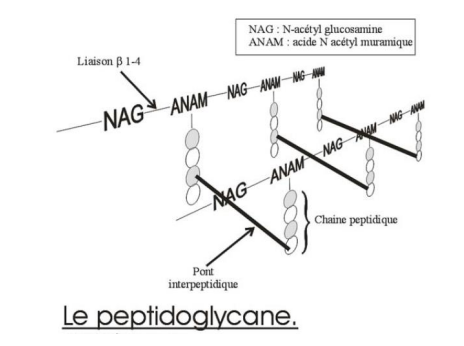 NAG : N-acétyl glucosamine
ANAM : acide N acétyl muramique
Liaison β 1-4
NAG ANAM NAG ANAM NAG ANAM
NAG ANAM NAG ANAM NAG ANAM
Chaine peptidique
Pont
interpeptidique
Le peptidoglycane.